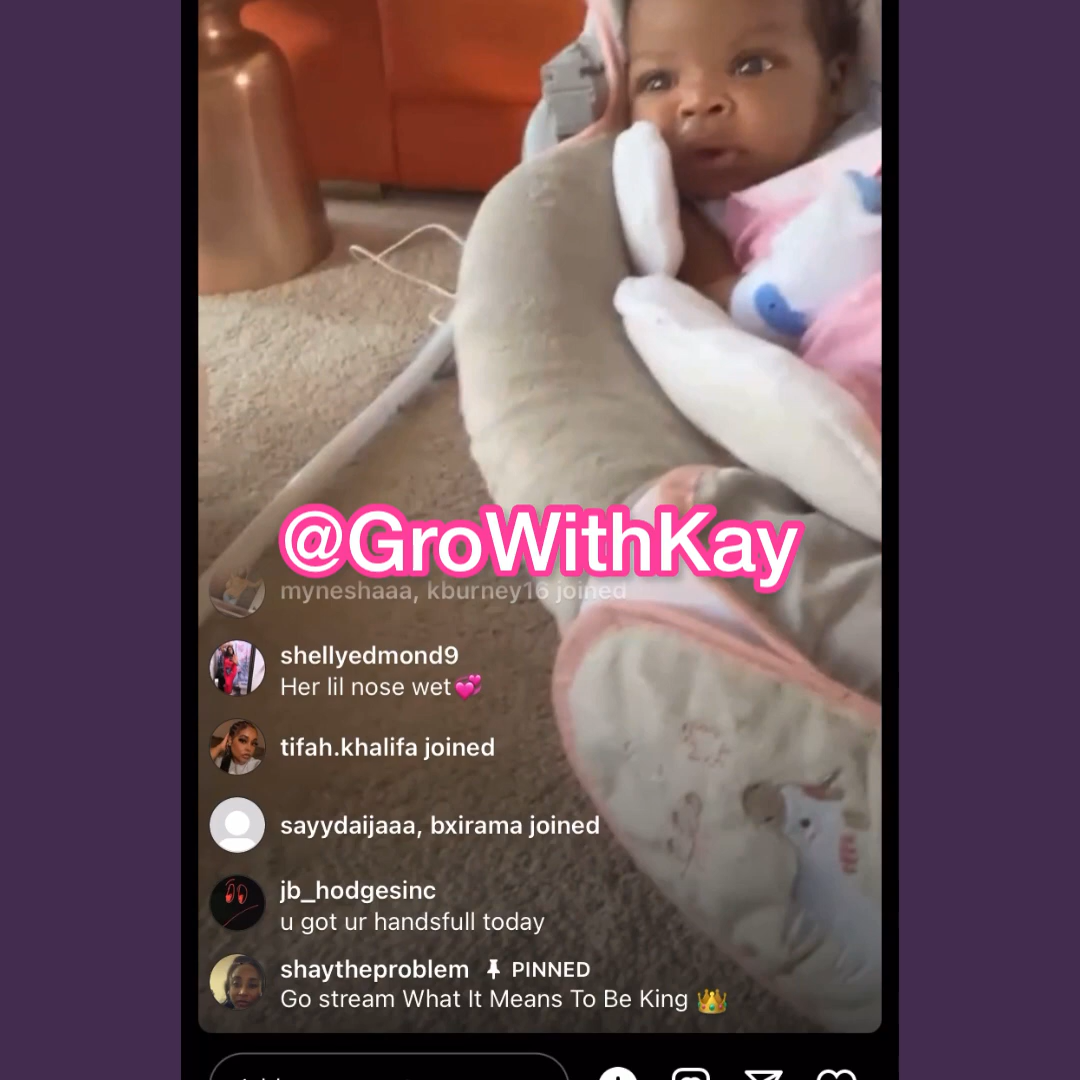 @GroWithKay
myneshaaa, kburney16 joined
shellyedmond9
Her lil nose wet💞
tifah.khalifa joined
sayydaijaaa, bxirama joined
jb_hodgesinc
u got ur handsfull today
shaytheproblem 📌 PINNED
Go stream What It Means To Be King 👑